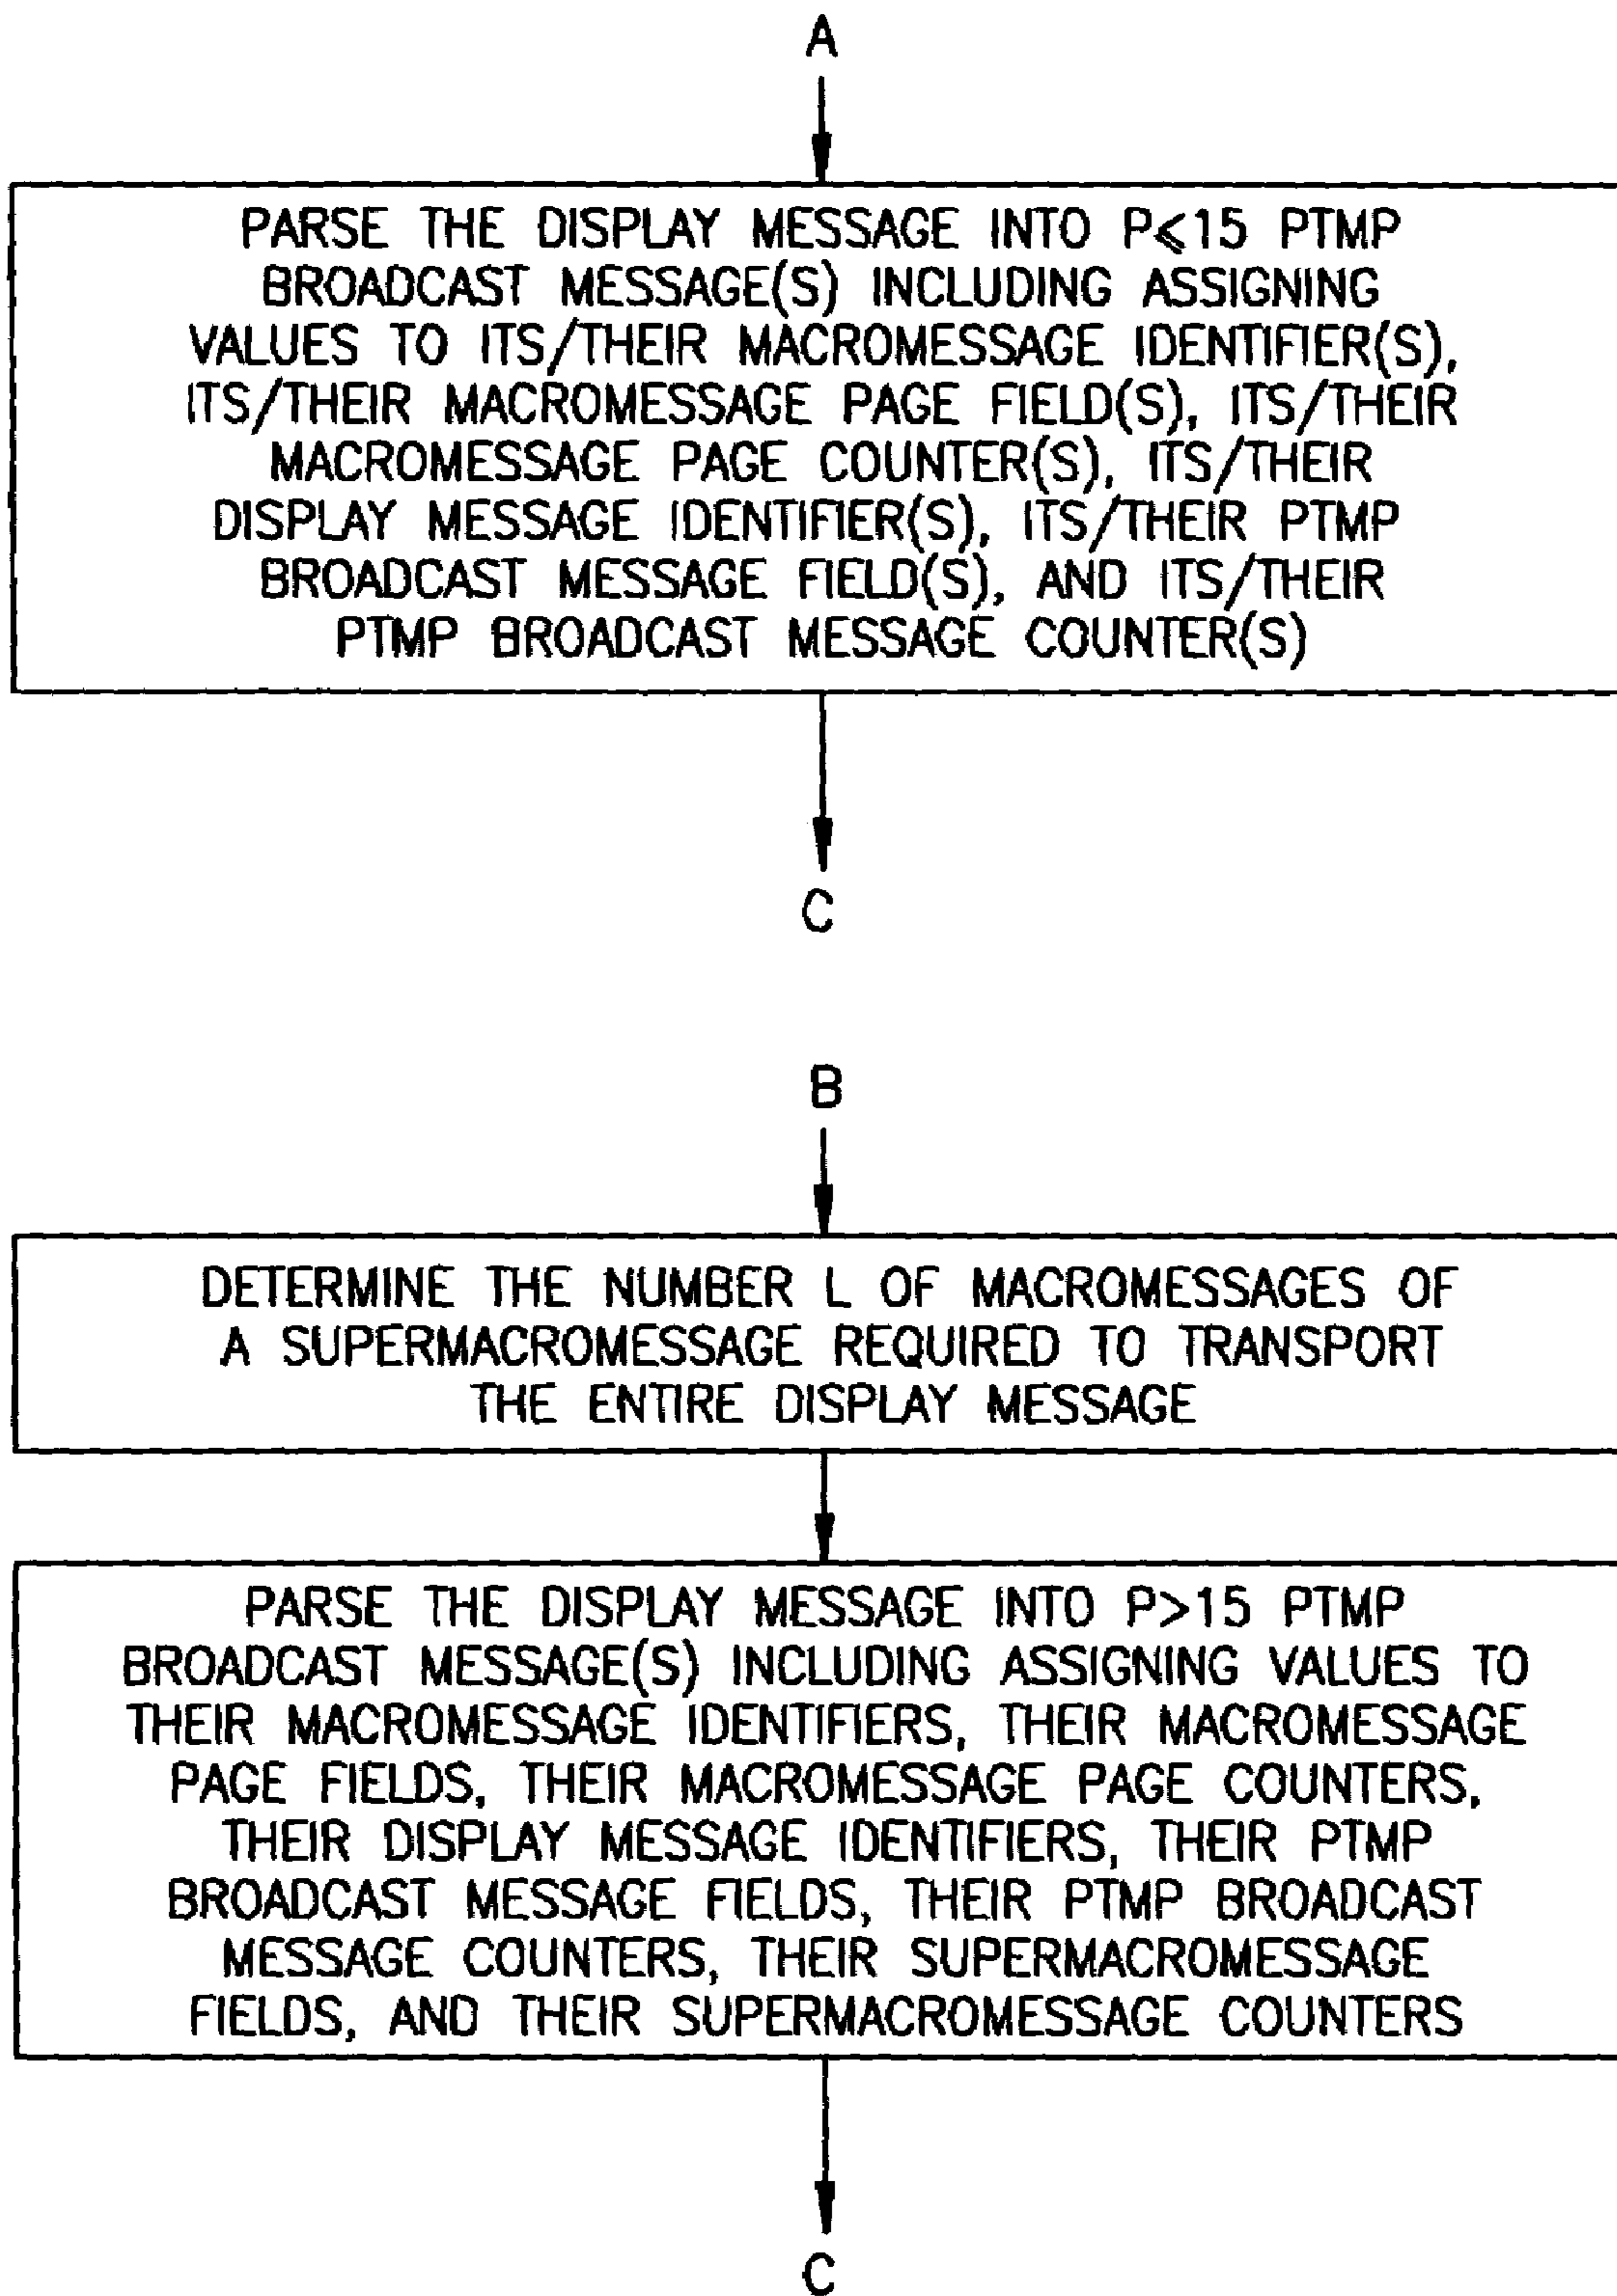 A
PARSE THE DISPLAY MESSAGE INTO P⩽15 PTMP
BROADCAST MESSAGE(S) INCLUDING ASSIGNING
VALUES TO ITS/THEIR MACROMESSAGE IDENTIFIER(S),
ITS/THEIR MACROMESSAGE PAGE FIELD(S), ITS/THEIR
MACROMESSAGE PAGE COUNTER(S), ITS/THEIR
DISPLAY MESSAGE IDENTIFIER(S), ITS/THEIR PTMP
BROADCAST MESSAGE FIELD(S), AND ITS/THEIR
PTMP BROADCAST MESSAGE COUNTER(S)
C
B
DETERMINE THE NUMBER L OF MACROMESSAGES OF
A SUPERMACROMESSAGE REQUIRED TO TRANSPORT
THE ENTIRE DISPLAY MESSAGE
PARSE THE DISPLAY MESSAGE INTO P>15 PTMP
BROADCAST MESSAGE(S) INCLUDING ASSIGNING VALUES TO
THEIR MACROMESSAGE IDENTIFIERS, THEIR MACROMESSAGE
PAGE FIELDS, THEIR MACROMESSAGE PAGE COUNTERS,
THEIR DISPLAY MESSAGE IDENTIFIERS, THEIR PTMP
BROADCAST MESSAGE FIELDS, THEIR PTMP BROADCAST
MESSAGE COUNTERS, THEIR SUPERMACROMESSAGE
FIELDS, AND THEIR SUPERMACROMESSAGE COUNTERS
C